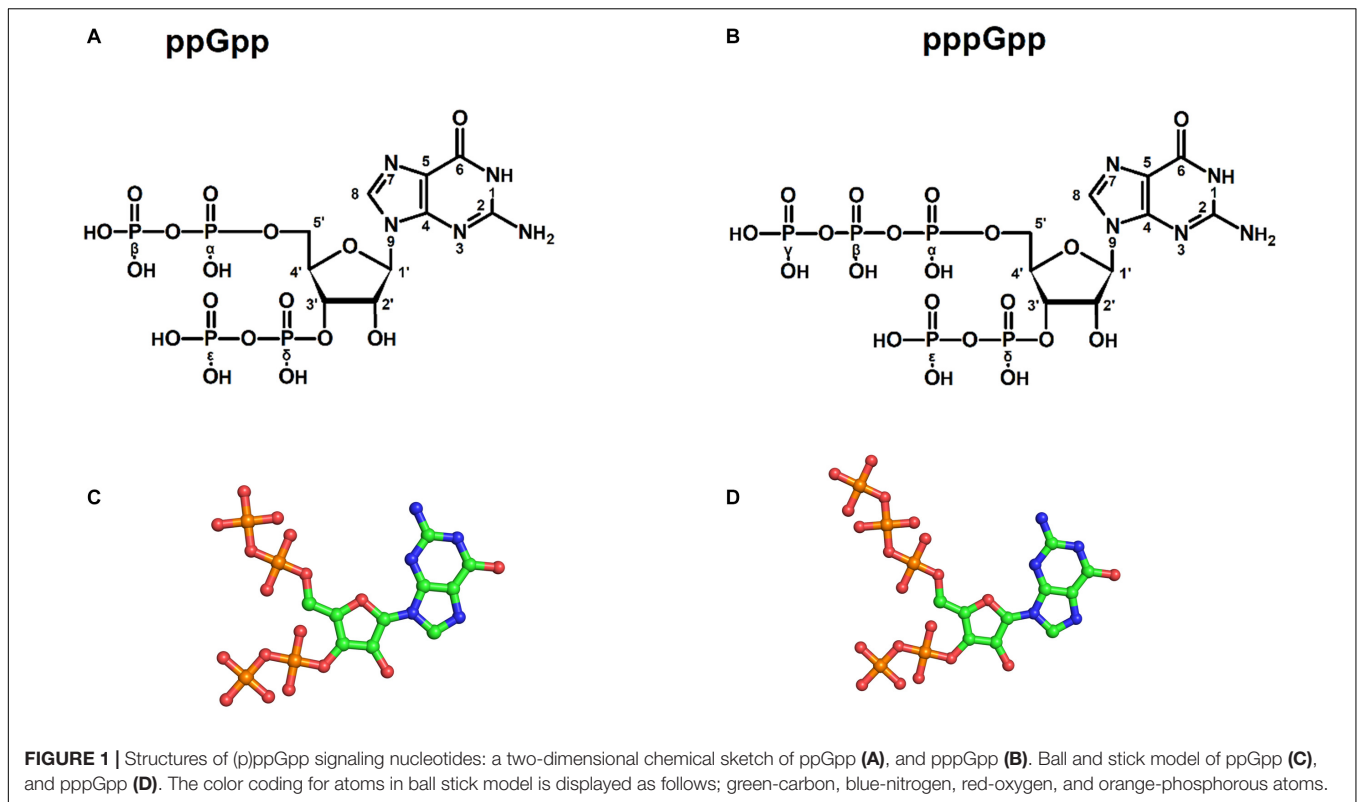 A ppGpp
O
N 7 5 6 NH
8 1
N 9 4 N 3 2 NH2
O O
HO P O P O 5'
β α
OH OH
O
4' 1'
3' 2'
O O
HO P O P O OH
ε δ
OH OH
B pppGpp
O
N 7 5 6 NH
8 1
N 9 4 N 3 2 NH2
O O O
HO P O P O P O 5'
γ β α
OH OH OH
O
4' 1'
3' 2'
O O
HO P O P O OH
ε δ
OH OH
C
D
FIGURE 1 | Structures of (p)ppGpp signaling nucleotides: a two-dimensional chemical sketch of ppGpp (A), and pppGpp (B). Ball and stick model of ppGpp (C),
and pppGpp (D). The color coding for atoms in ball stick model is displayed as follows; green-carbon, blue-nitrogen, red-oxygen, and orange-phosphorous atoms.